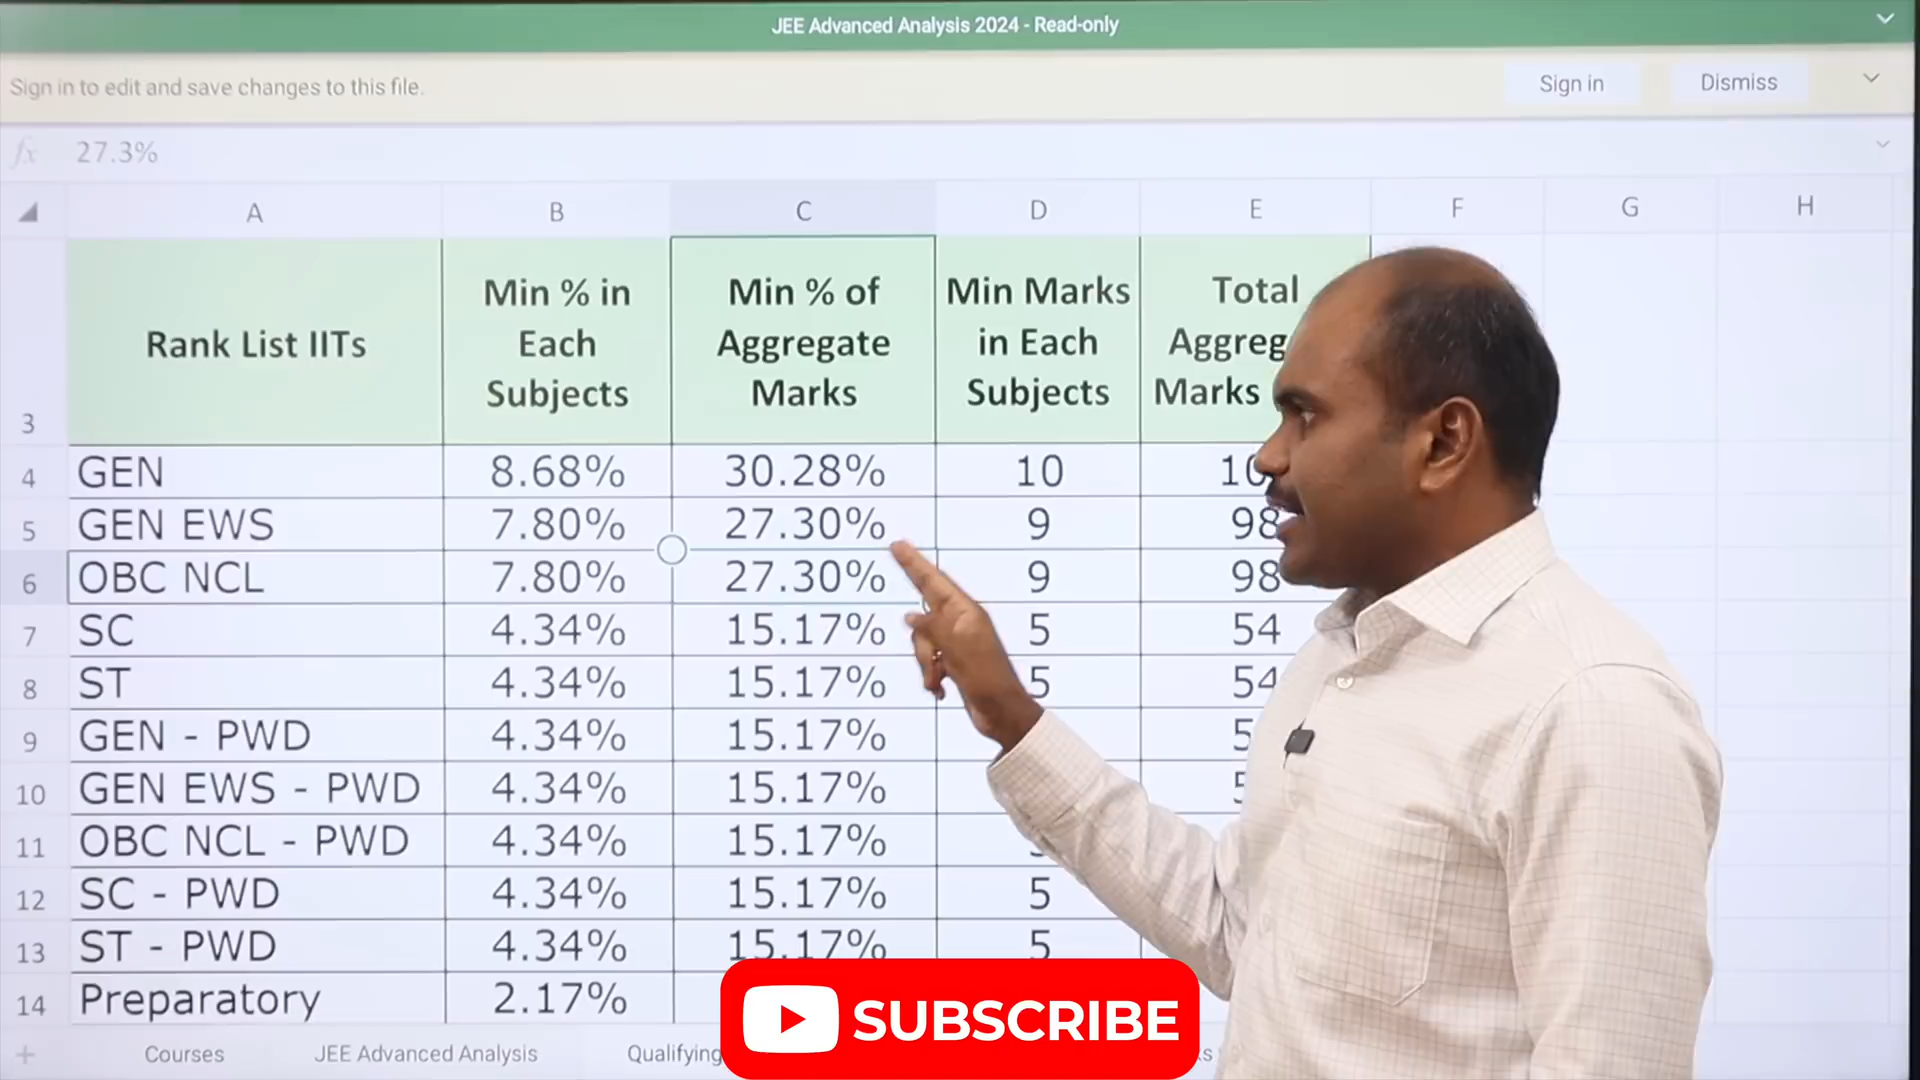 JEE Advanced Analysis 2024 - Read-only
Sign in to edit and save changes to this file.
Sign in
Dismiss
fx 27.3%
A B C D E F G H
3 Rank List IITs Min % in Each Subjects Min % of Aggregate Marks Min Marks in Each Subjects Total Marks
4 GEN 8.68% 30.28% 10
5 GEN EWS 7.80% 27.30% 9 98
6 OBC NCL 7.80% 27.30% 9 98
7 SC 4.34% 15.17% 5 54
8 ST 4.34% 15.17% 5 54
9 GEN - PWD 4.34% 15.17%
10 GEN EWS - PWD 4.34% 15.17%
11 OBC NCL - PWD 4.34% 15.17%
12 SC - PWD 4.34% 15.17% 5
13 ST - PWD 4.34% 15.17% 5
14 Preparatory 2.17%
+ Courses JEE Advanced Analysis Qualifying
SUBSCRIBE